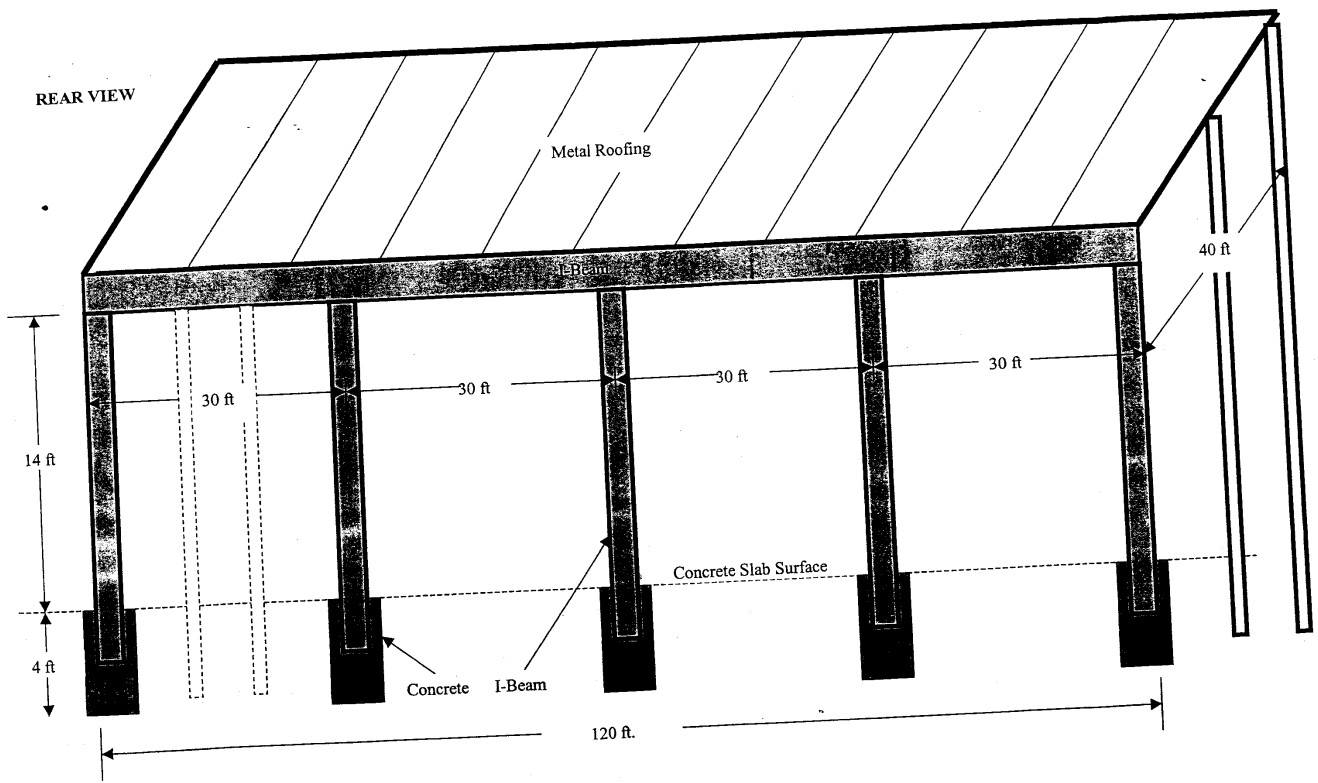 REAR VIEW
Metal Roofing
I-Beam
40 ft
30 ft
30 ft
30 ft
30 ft
14 ft
Concrete Slab Surface
4 ft
Concrete
I-Beam
120 ft.